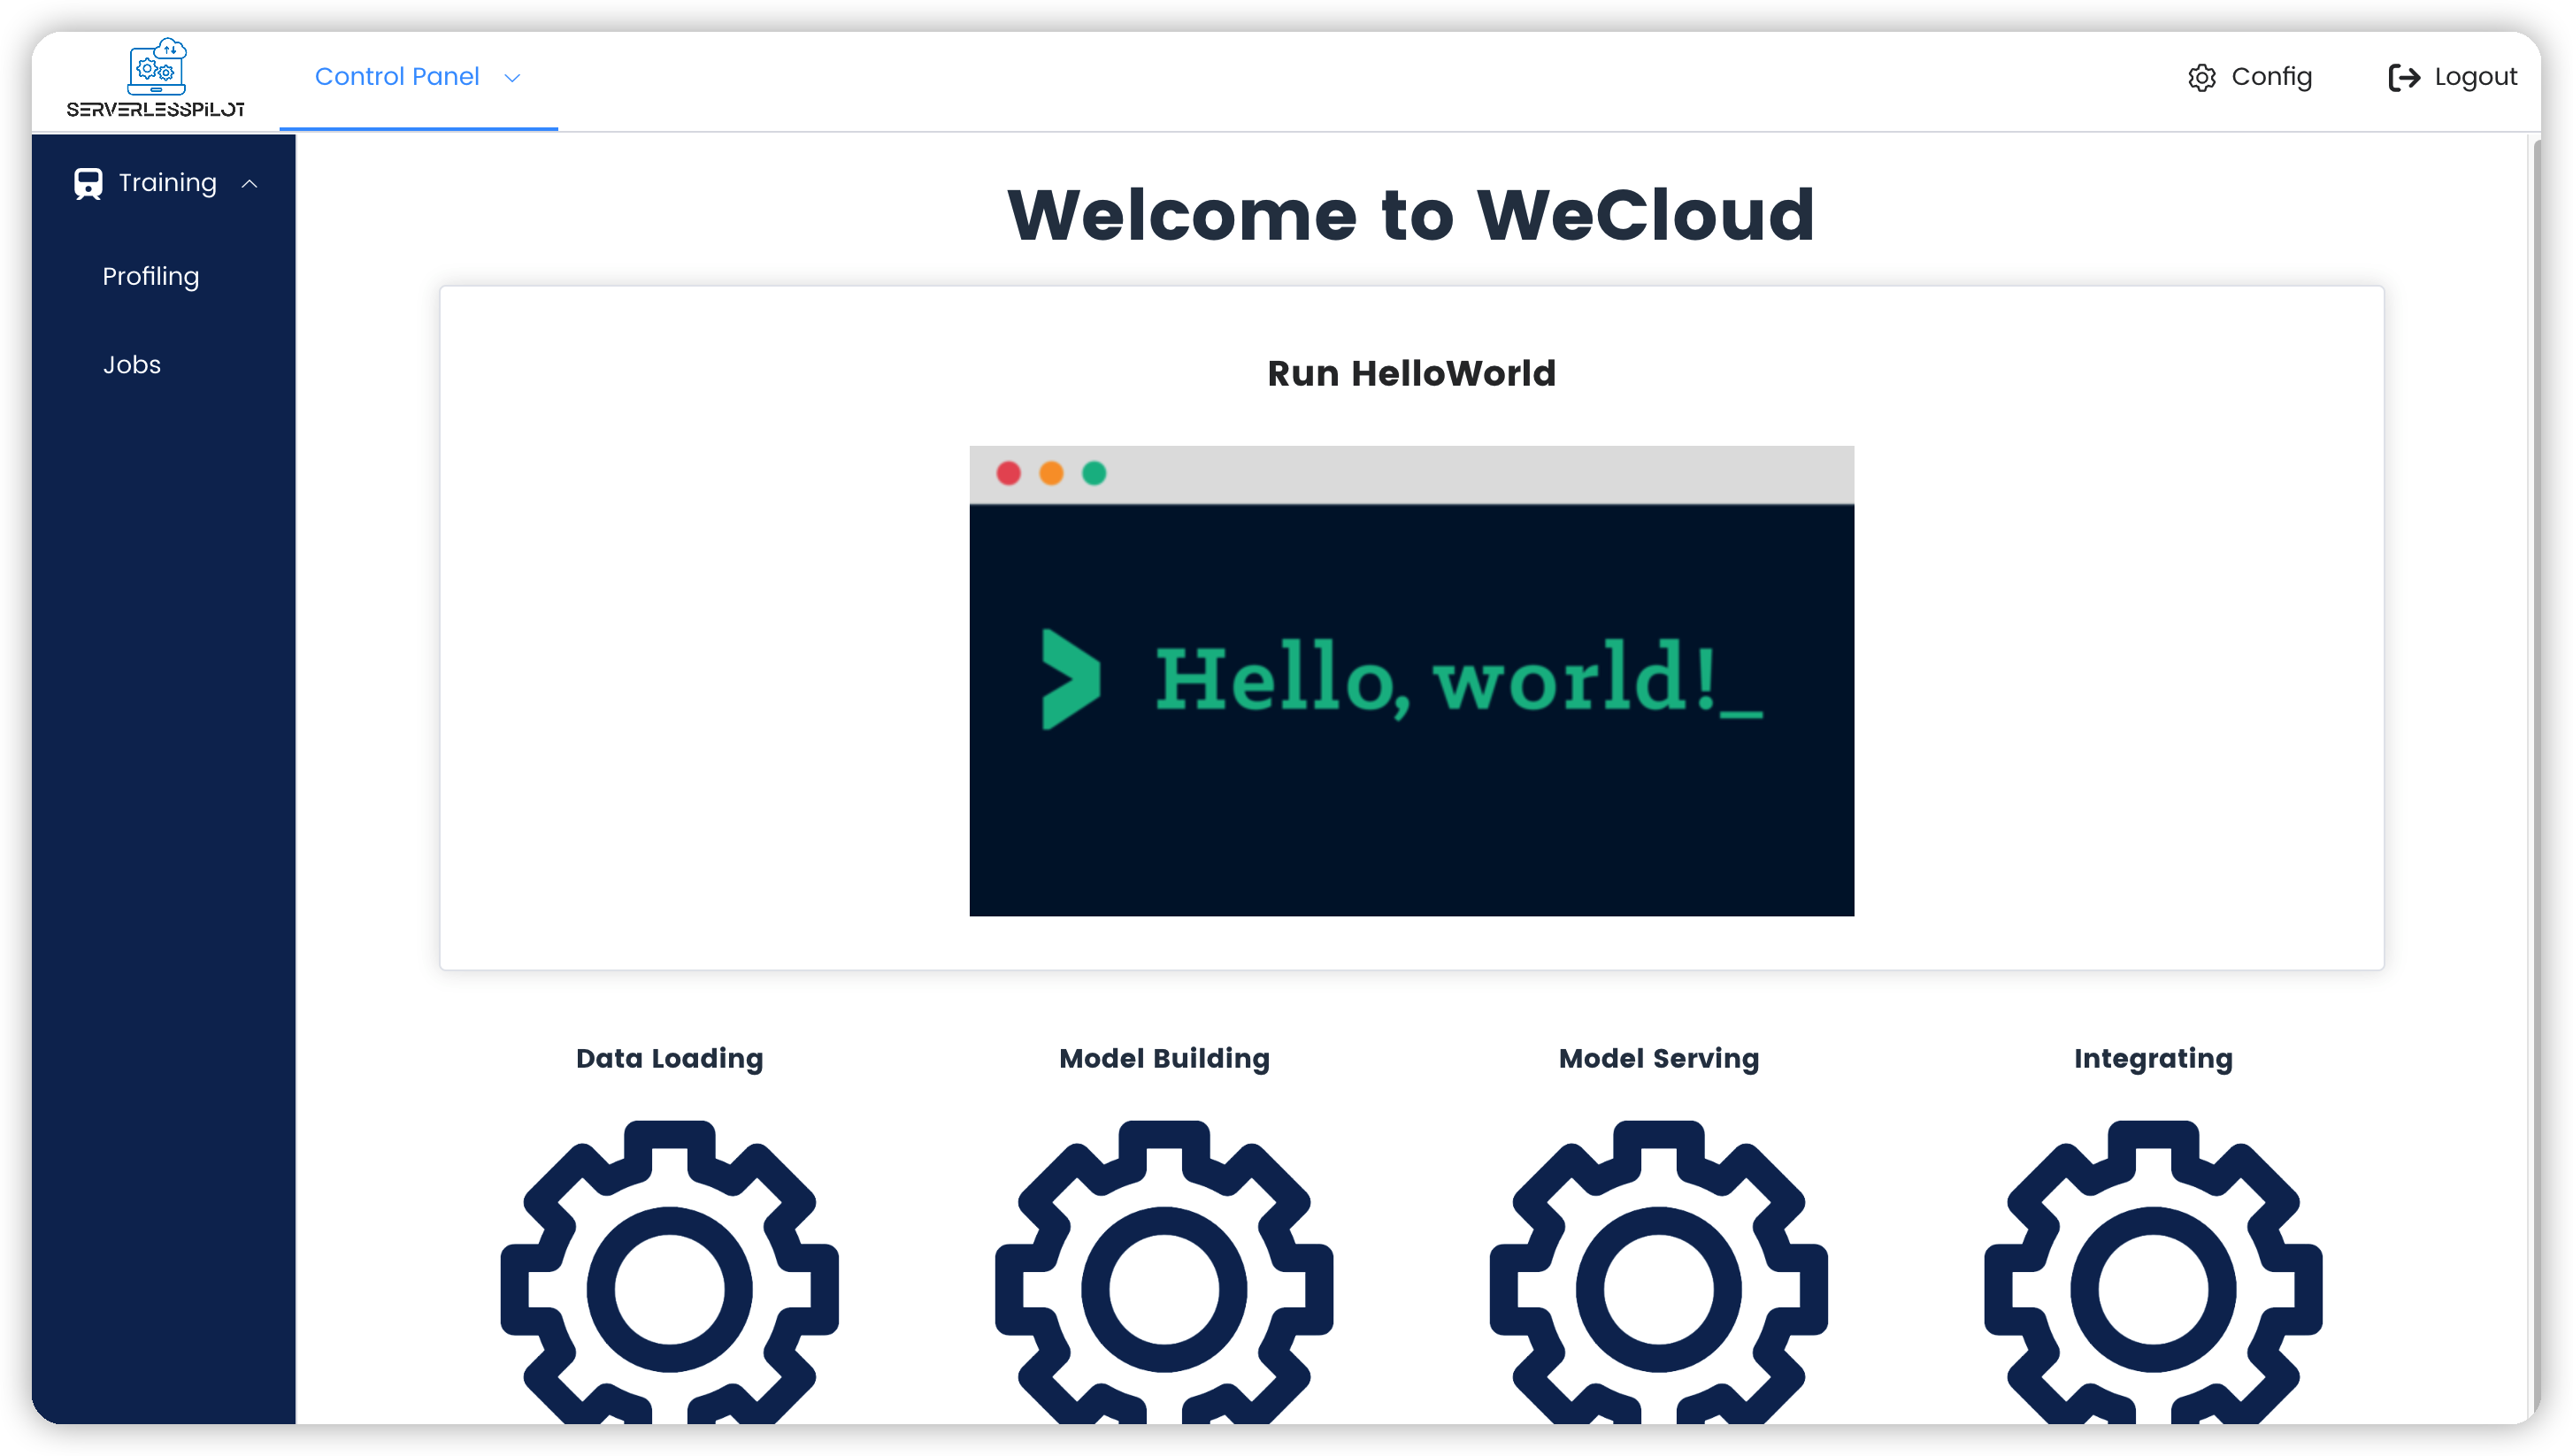 SERVERLESSPILOT
Control Panel
Config
Logout
Training
Profiling
Jobs
Welcome to WeCloud
Run HelloWorld
> Hello, world!_
Data Loading
Model Building
Model Serving
Integrating